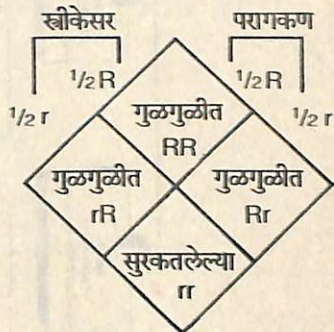 स्त्रीकेसर परागकण
1/2 R 1/2 R
1/2 r 1/2 r
गुळगुळीत
RR
गुळगुळीत गुळगुळीत
rR Rr
सुरकतलेल्या
rr